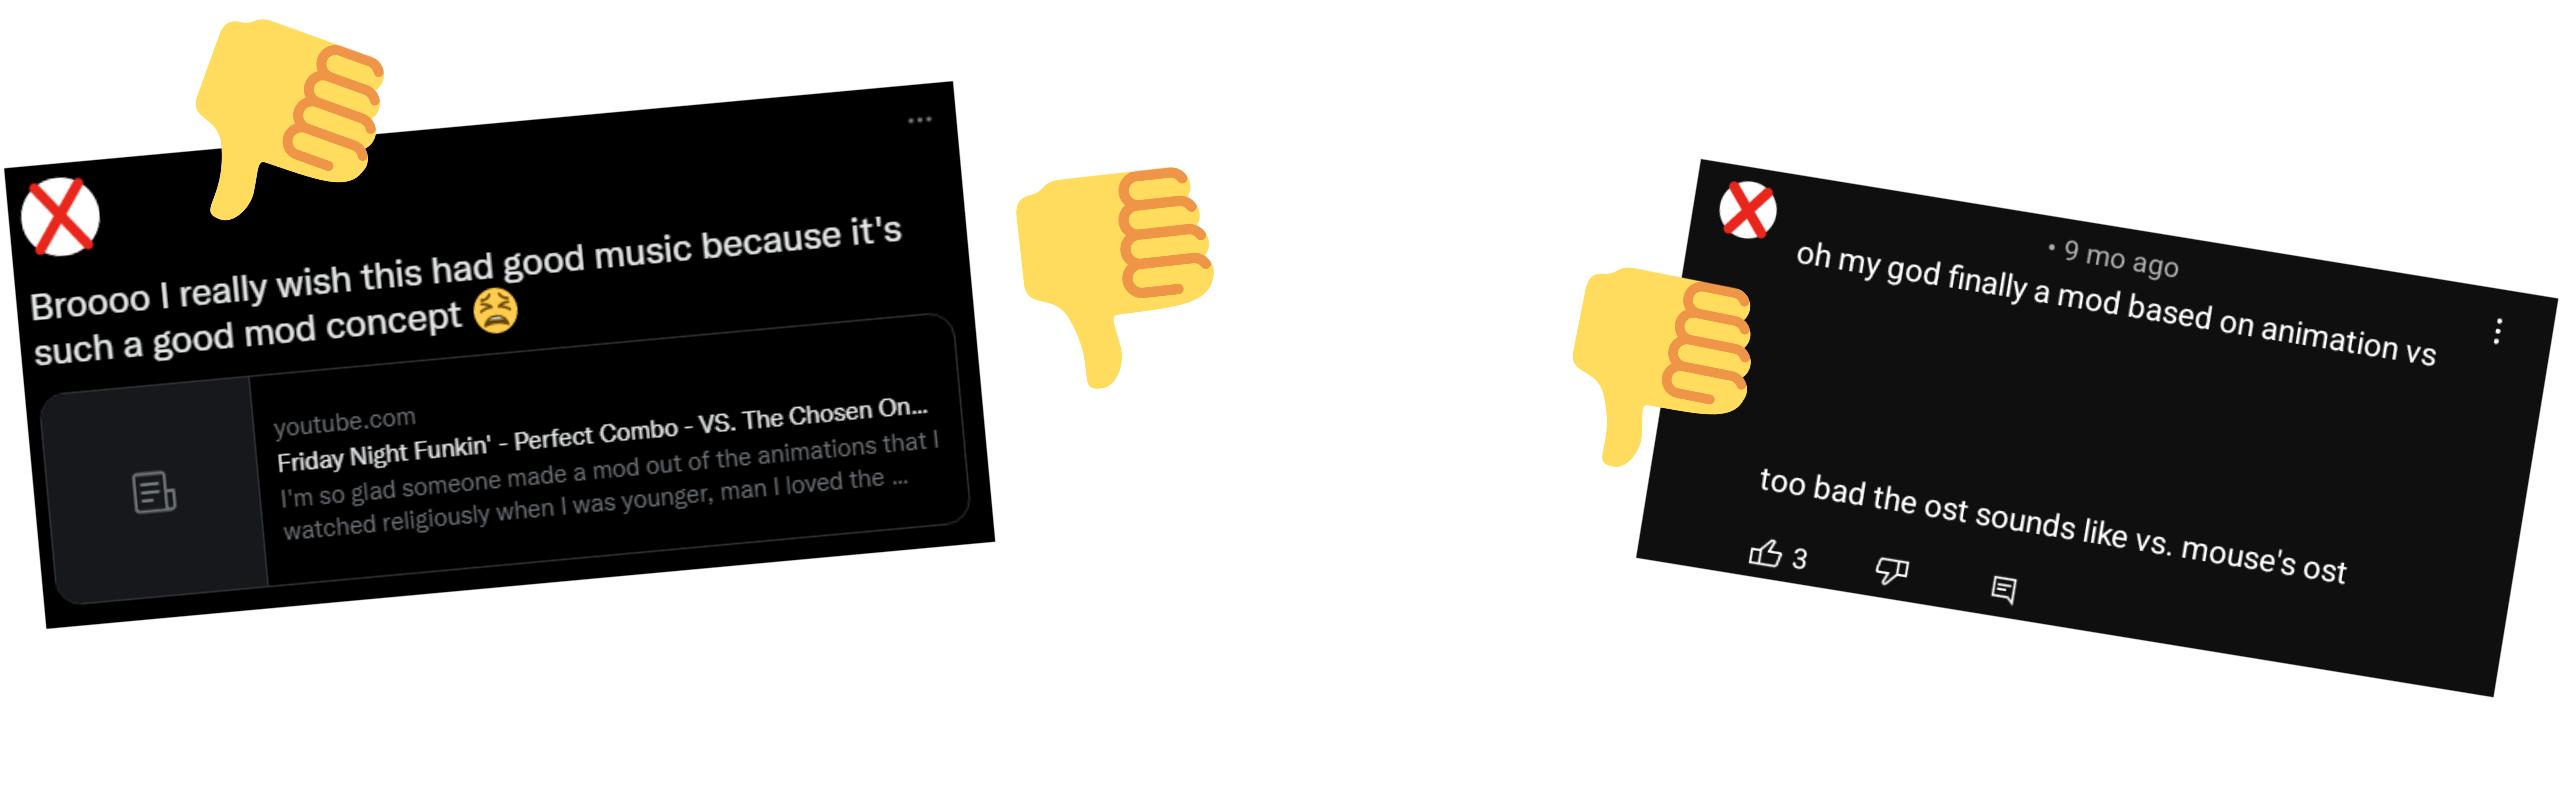 Broooo I really wish this had good music because it's
such a good mod concept 😫
youtube.com
Friday Night Funkin' - Perfect Combo - VS. The Chosen On...
I'm so glad someone made a mod out of the animations that I
watched religiously when I was younger, man I loved the ...
• 9 mo ago
oh my god finally a mod based on animation vs
too bad the ost sounds like vs. mouse's ost
3